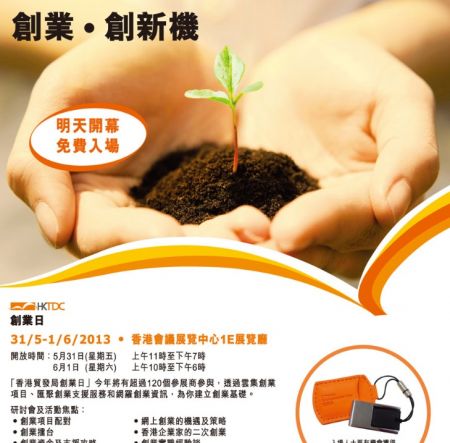 創業・創新機
明天開幕
免費入場
HKTDC
創業日
31/5-1/6/2013 • 香港會議展覽中心1E展覽廳
開放時間：5月31日(星期五) 上午11時至下午7時
6月1日 (星期六) 上午10時至下午6時
「香港貿發局創業日」今年將有超過120個參展商參與，透過雲集創業
項目、匯聚創業支援服務和網羅創業資訊，為你建立創業基礎。
研討會及活動焦點：
• 創業項目配對 • 網上創業的機遇及策略
• 創業擂台 • 香港企業家的二次創業